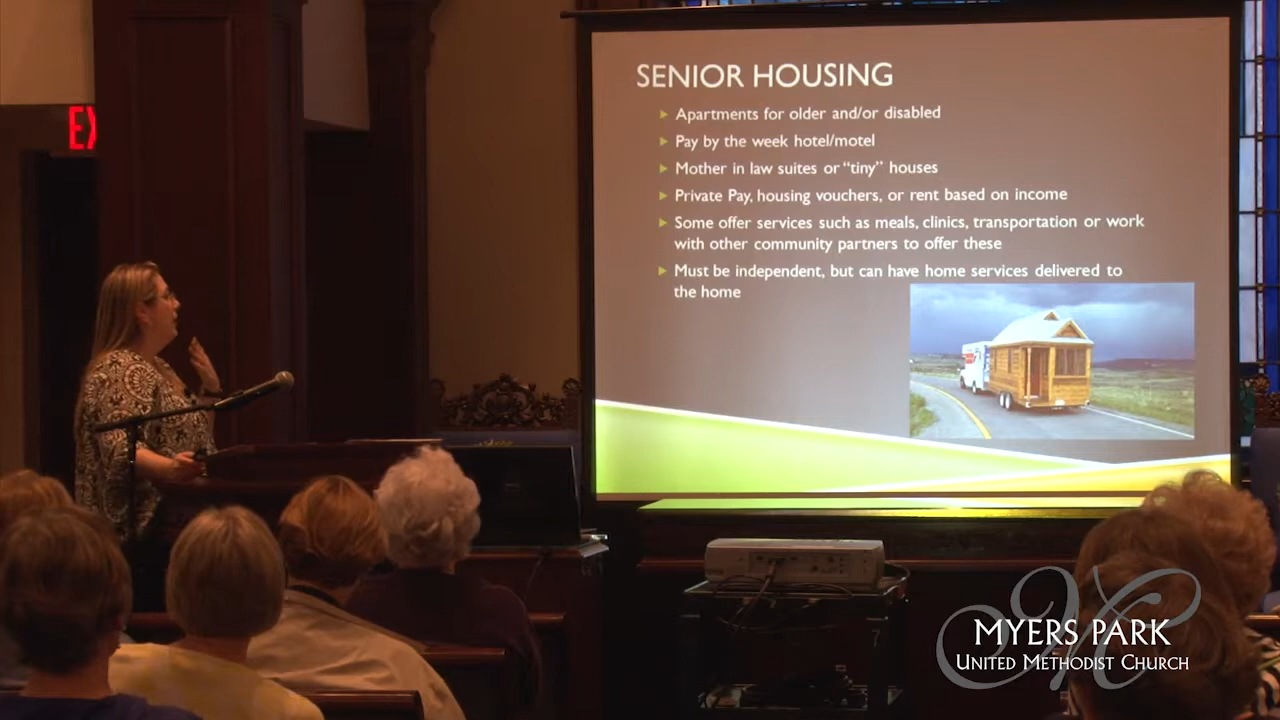 EX
SENIOR HOUSING
Apartments for older and/or disabled
Pay by the week hotel/motel
Mother in law suites or “tiny” houses
Private Pay, housing vouchers, or rent based on income
Some offer services such as meals, clinics, transportation or work
with other community partners to offer these
Must be independent, but can have home services delivered to
the home
MYERS PARK
UNITED METHODIST CHURCH